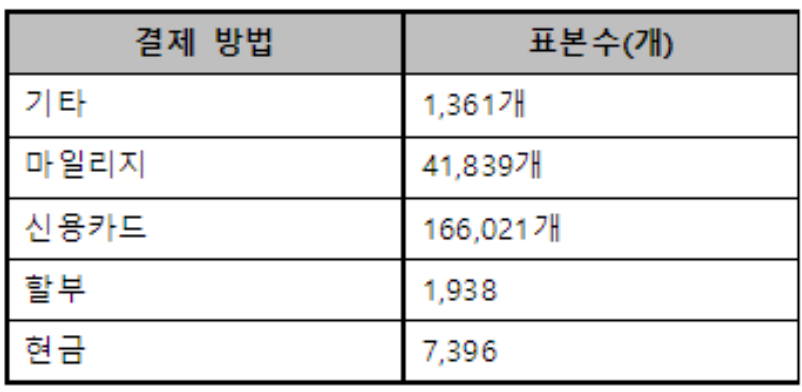 결제 방법 표본수(개)
기타 1,361개
마일리지 41,839개
신용카드 166,021개
할부 1,938
현금 7,396